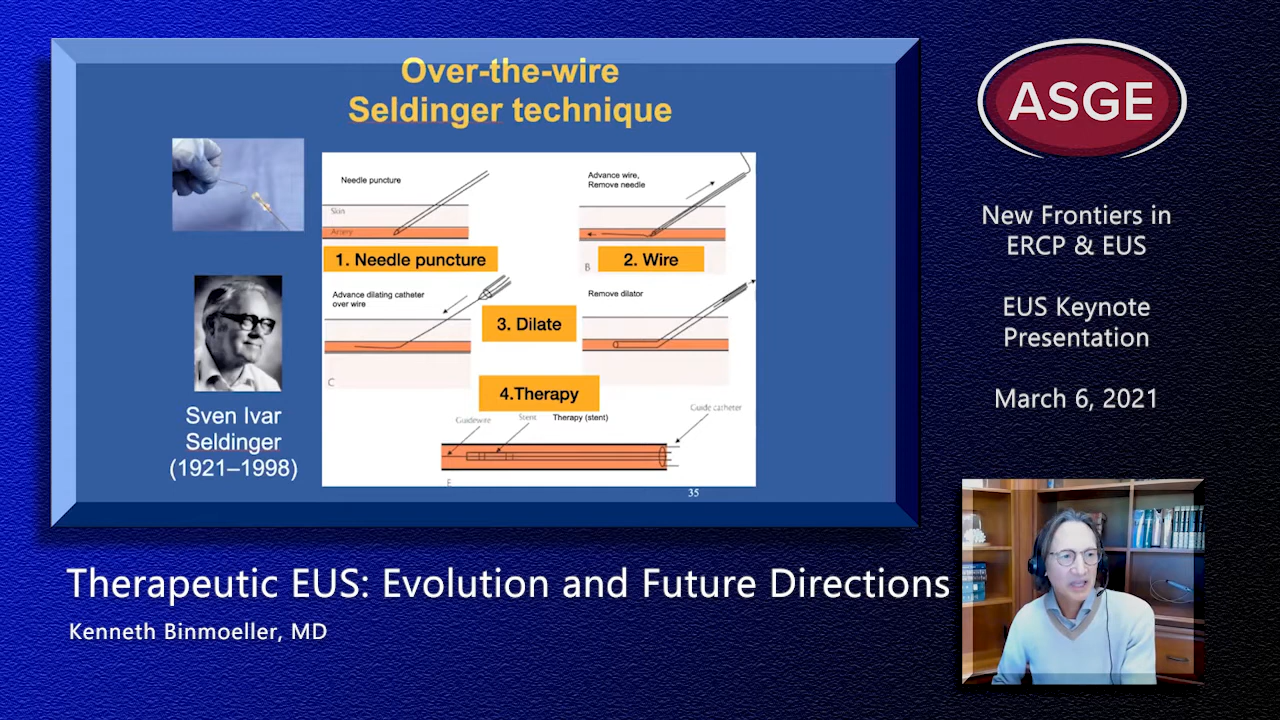 Over-the-wire
Seldinger technique
Needle puncture
Skin
Artery
1. Needle puncture
Advance wire,
Remove needle
B
2. Wire
Advance dilating catheter
over wire
C
3. Dilate
Remove dilator
4.Therapy
Guidewire
Stent
Therapy (stent)
Guide catheter
E
35
Sven Ivar
Seldinger
(1921–1998)
ASGE
New Frontiers in
ERCP & EUS
EUS Keynote
Presentation
March 6, 2021
Therapeutic EUS: Evolution and Future Directions
Kenneth Binmoeller, MD